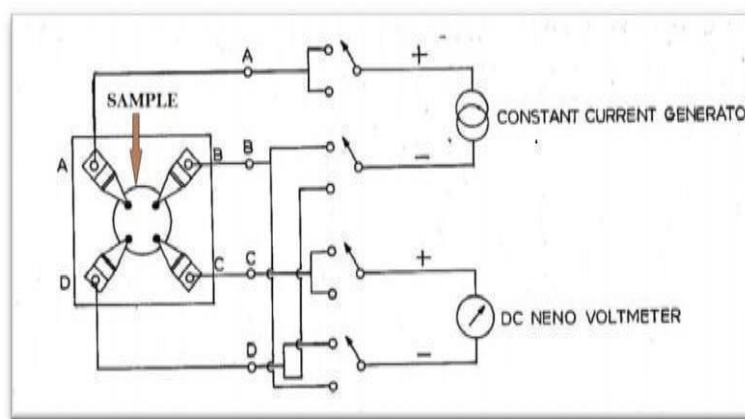 A
+
SAMPLE
CONSTANT CURRENT GENERATO
A
B
B
−
D
C
C
+
DC NENO VOLTMETER
D
−